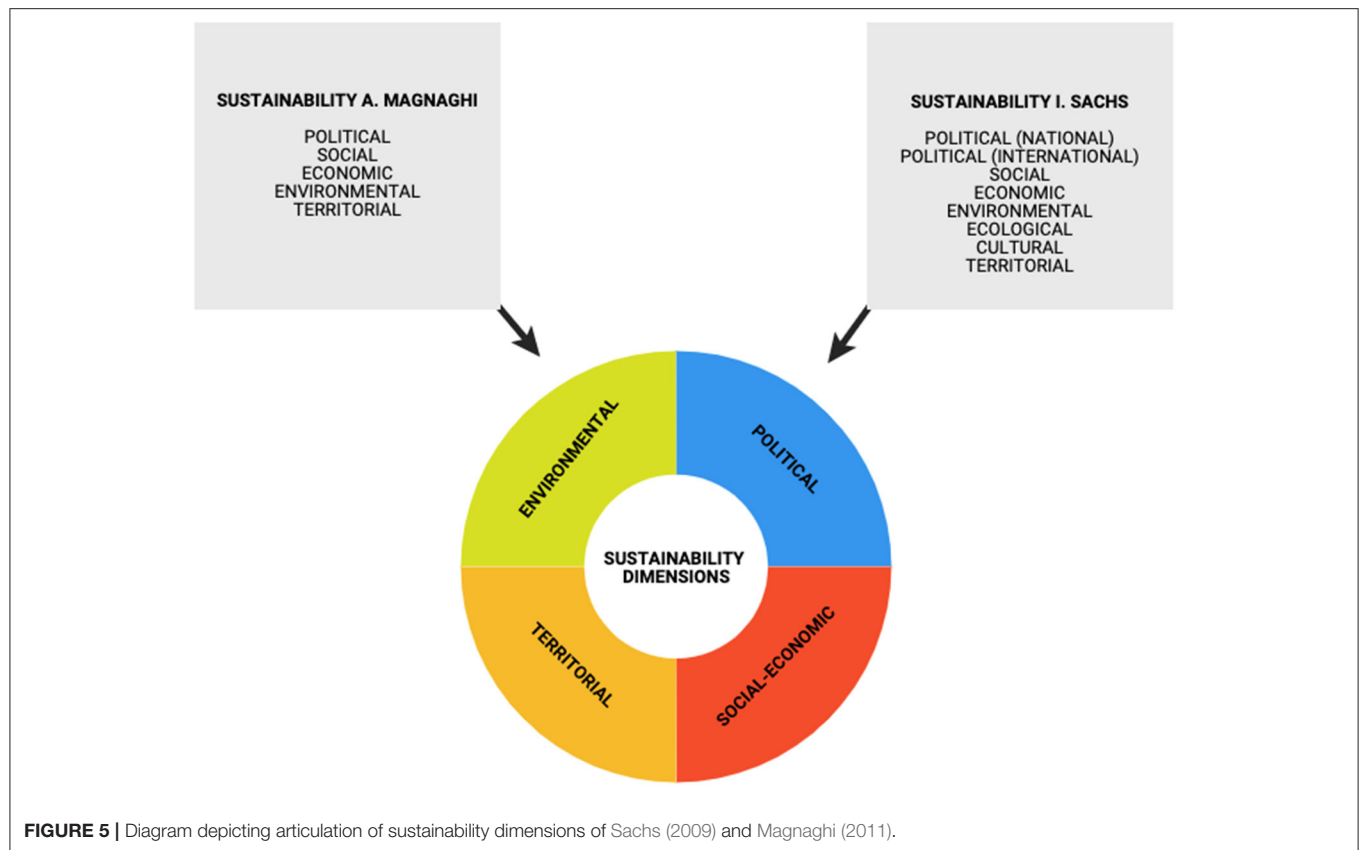 SUSTAINABILITY A. MAGNAGHI
POLITICAL
SOCIAL
ECONOMIC
ENVIRONMENTAL
TERRITORIAL
SUSTAINABILITY I. SACHS
POLITICAL (NATIONAL)
POLITICAL (INTERNATIONAL)
SOCIAL
ECONOMIC
ENVIRONMENTAL
ECOLOGICAL
CULTURAL
TERRITORIAL
ENVIRONMENTAL
POLITICAL
SUSTAINABILITY
DIMENSIONS
TERRITORIAL
SOCIAL-ECONOMIC
FIGURE 5 | Diagram depicting articulation of sustainability dimensions of Sachs (2009) and Magnaghi (2011).